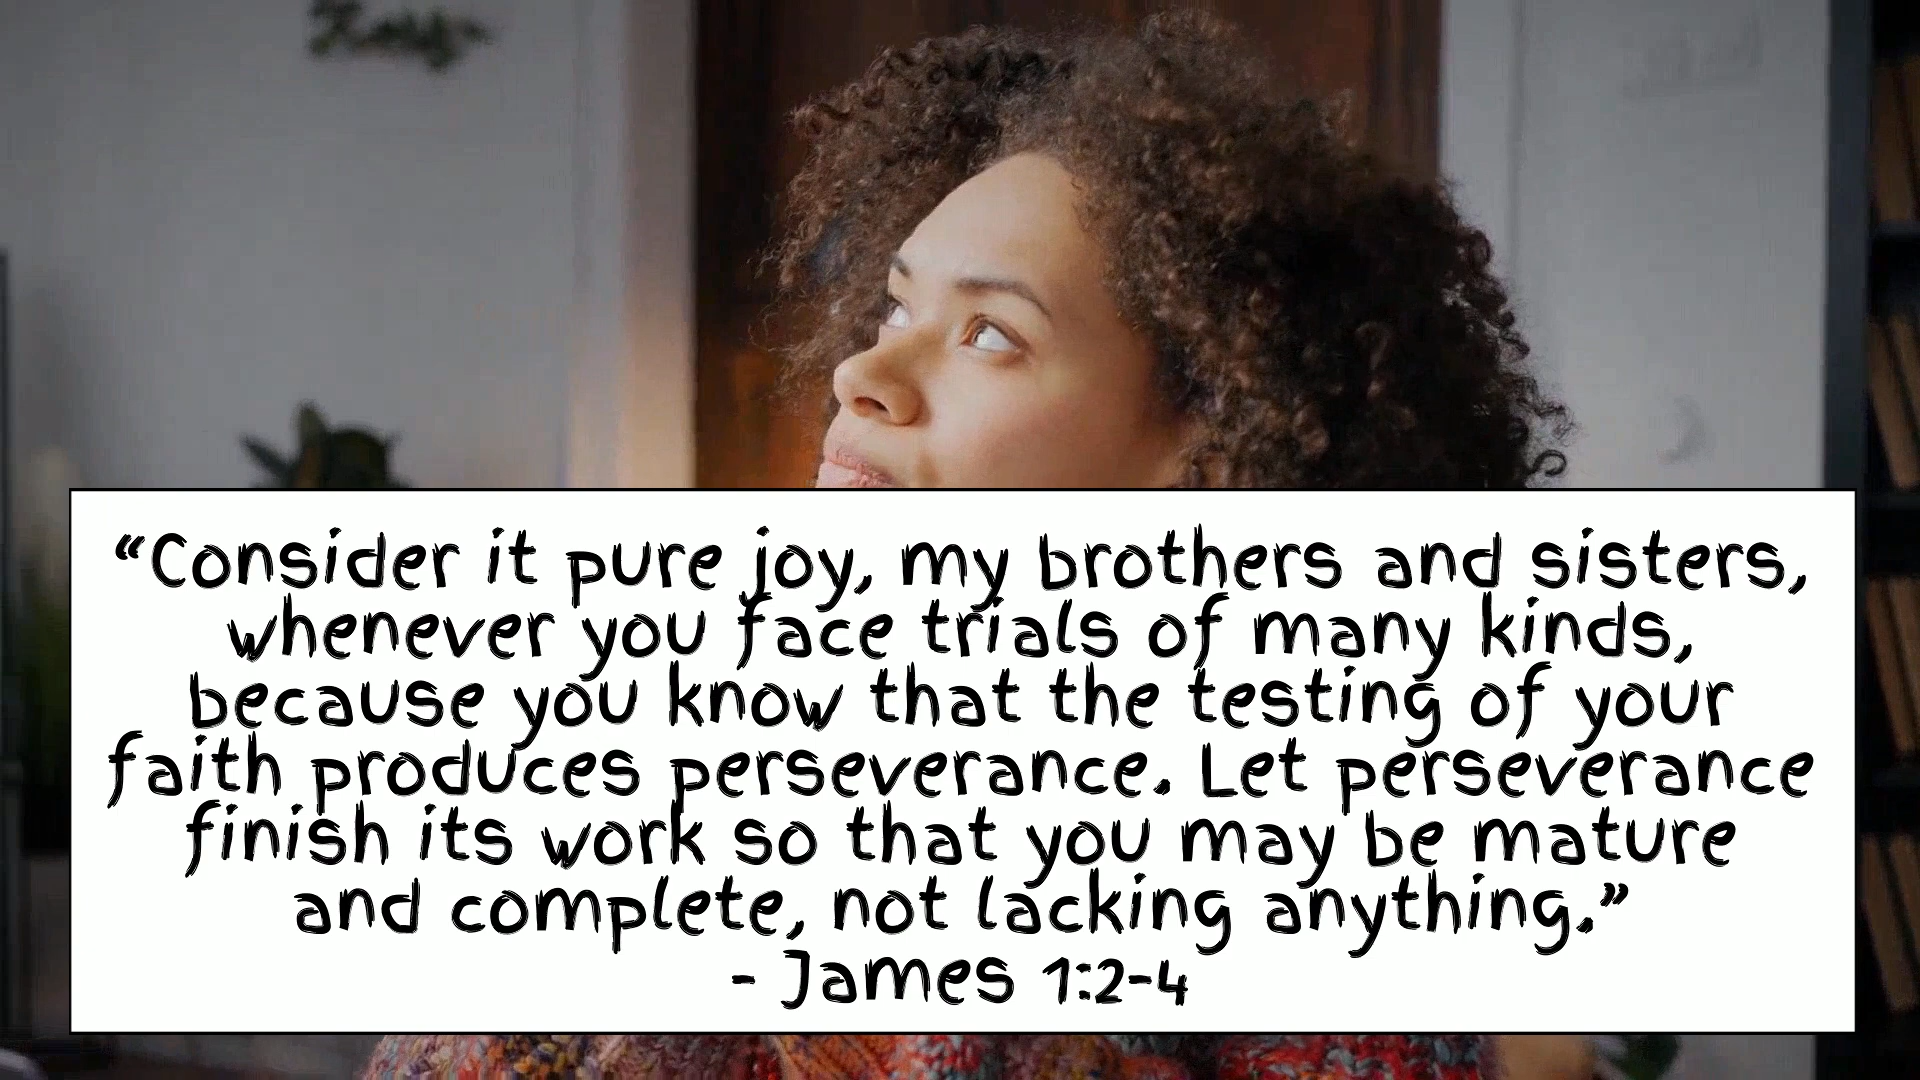 “Consider it pure joy, my brothers and sisters,
whenever you face trials of many kinds,
because you know that the testing of your
faith produces perseverance. Let perseverance
finish its work so that you may be mature
and complete, not lacking anything.”
- James 1:2-4